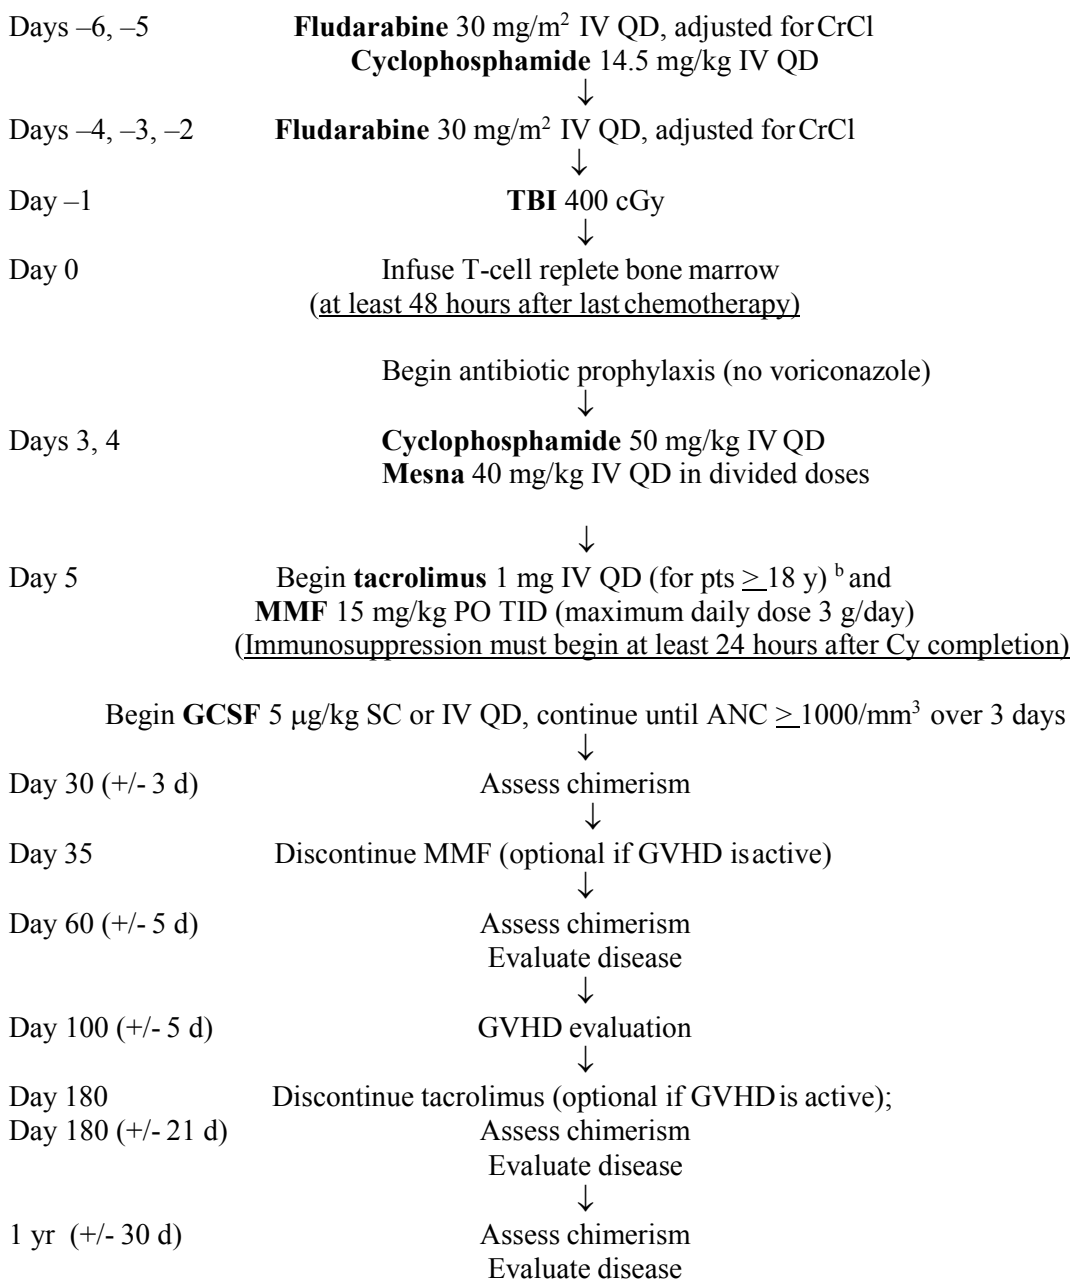 Days –6, –5 Fludarabine 30 mg/m² IV QD, adjusted for CrCl
Cyclophosphamide 14.5 mg/kg IV QD
↓
Days –4, –3, –2 Fludarabine 30 mg/m² IV QD, adjusted for CrCl
↓
Day –1 TBI 400 cGy
↓
Day 0 Infuse T-cell replete bone marrow
(at least 48 hours after last chemotherapy)
Begin antibiotic prophylaxis (no voriconazole)
↓
Days 3, 4 Cyclophosphamide 50 mg/kg IV QD
Mesna 40 mg/kg IV QD in divided doses
↓
Day 5 Begin tacrolimus 1 mg IV QD (for pts ≥ 18 y) ᵇ and
MMF 15 mg/kg PO TID (maximum daily dose 3 g/day)
(Immunosuppression must begin at least 24 hours after Cy completion)
Begin GCSF 5 μg/kg SC or IV QD, continue until ANC ≥ 1000/mm³ over 3 days
↓
Day 30 (+/- 3 d) Assess chimerism
↓
Day 35 Discontinue MMF (optional if GVHD is active)
↓
Day 60 (+/- 5 d) Assess chimerism
Evaluate disease
↓
Day 100 (+/- 5 d) GVHD evaluation
↓
Day 180 Discontinue tacrolimus (optional if GVHD is active);
Day 180 (+/- 21 d) Assess chimerism
Evaluate disease
↓
1 yr (+/- 30 d) Assess chimerism
Evaluate disease